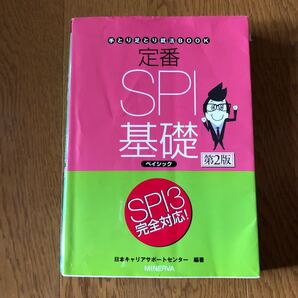 手とり足とり就活BOOK
定番
SPI
基礎
ベイシック
第2版
SPI3
完全対応!
日本キャリアサポートセンター 編著
MINERVA